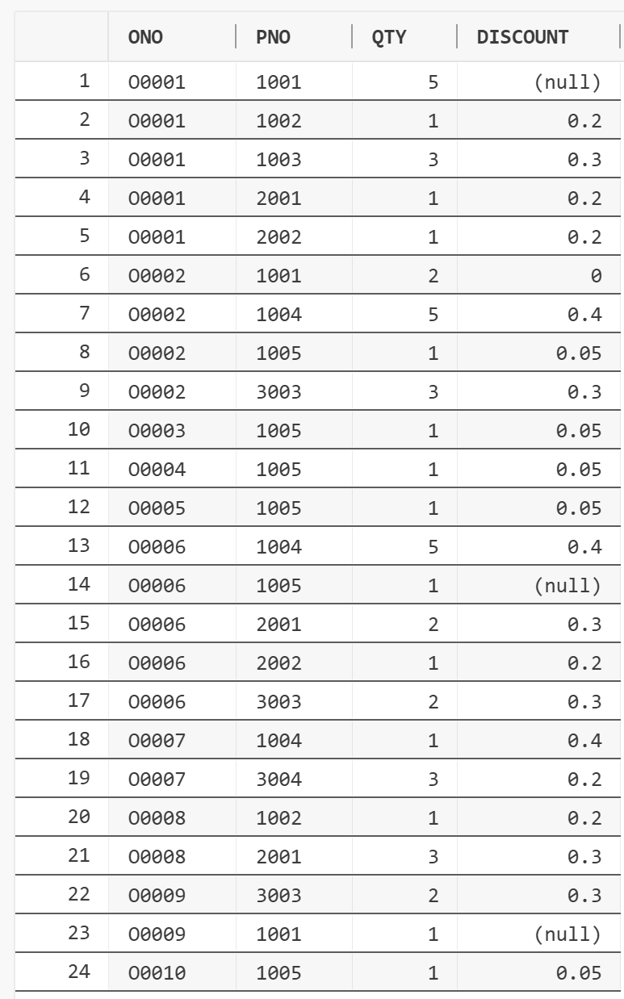 ONO PNO QTY DISCOUNT
1 O0001 1001 5 (null)
2 O0001 1002 1 0.2
3 O0001 1003 3 0.3
4 O0001 2001 1 0.2
5 O0001 2002 1 0.2
6 O0002 1001 2 0
7 O0002 1004 5 0.4
8 O0002 1005 1 0.05
9 O0002 3003 3 0.3
10 O0003 1005 1 0.05
11 O0004 1005 1 0.05
12 O0005 1005 1 0.05
13 O0006 1004 5 0.4
14 O0006 1005 1 (null)
15 O0006 2001 2 0.3
16 O0006 2002 1 0.2
17 O0006 3003 2 0.3
18 O0007 1004 1 0.4
19 O0007 3004 3 0.2
20 O0008 1002 1 0.2
21 O0008 2001 3 0.3
22 O0009 3003 2 0.3
23 O0009 1001 1 (null)
24 O0010 1005 1 0.05